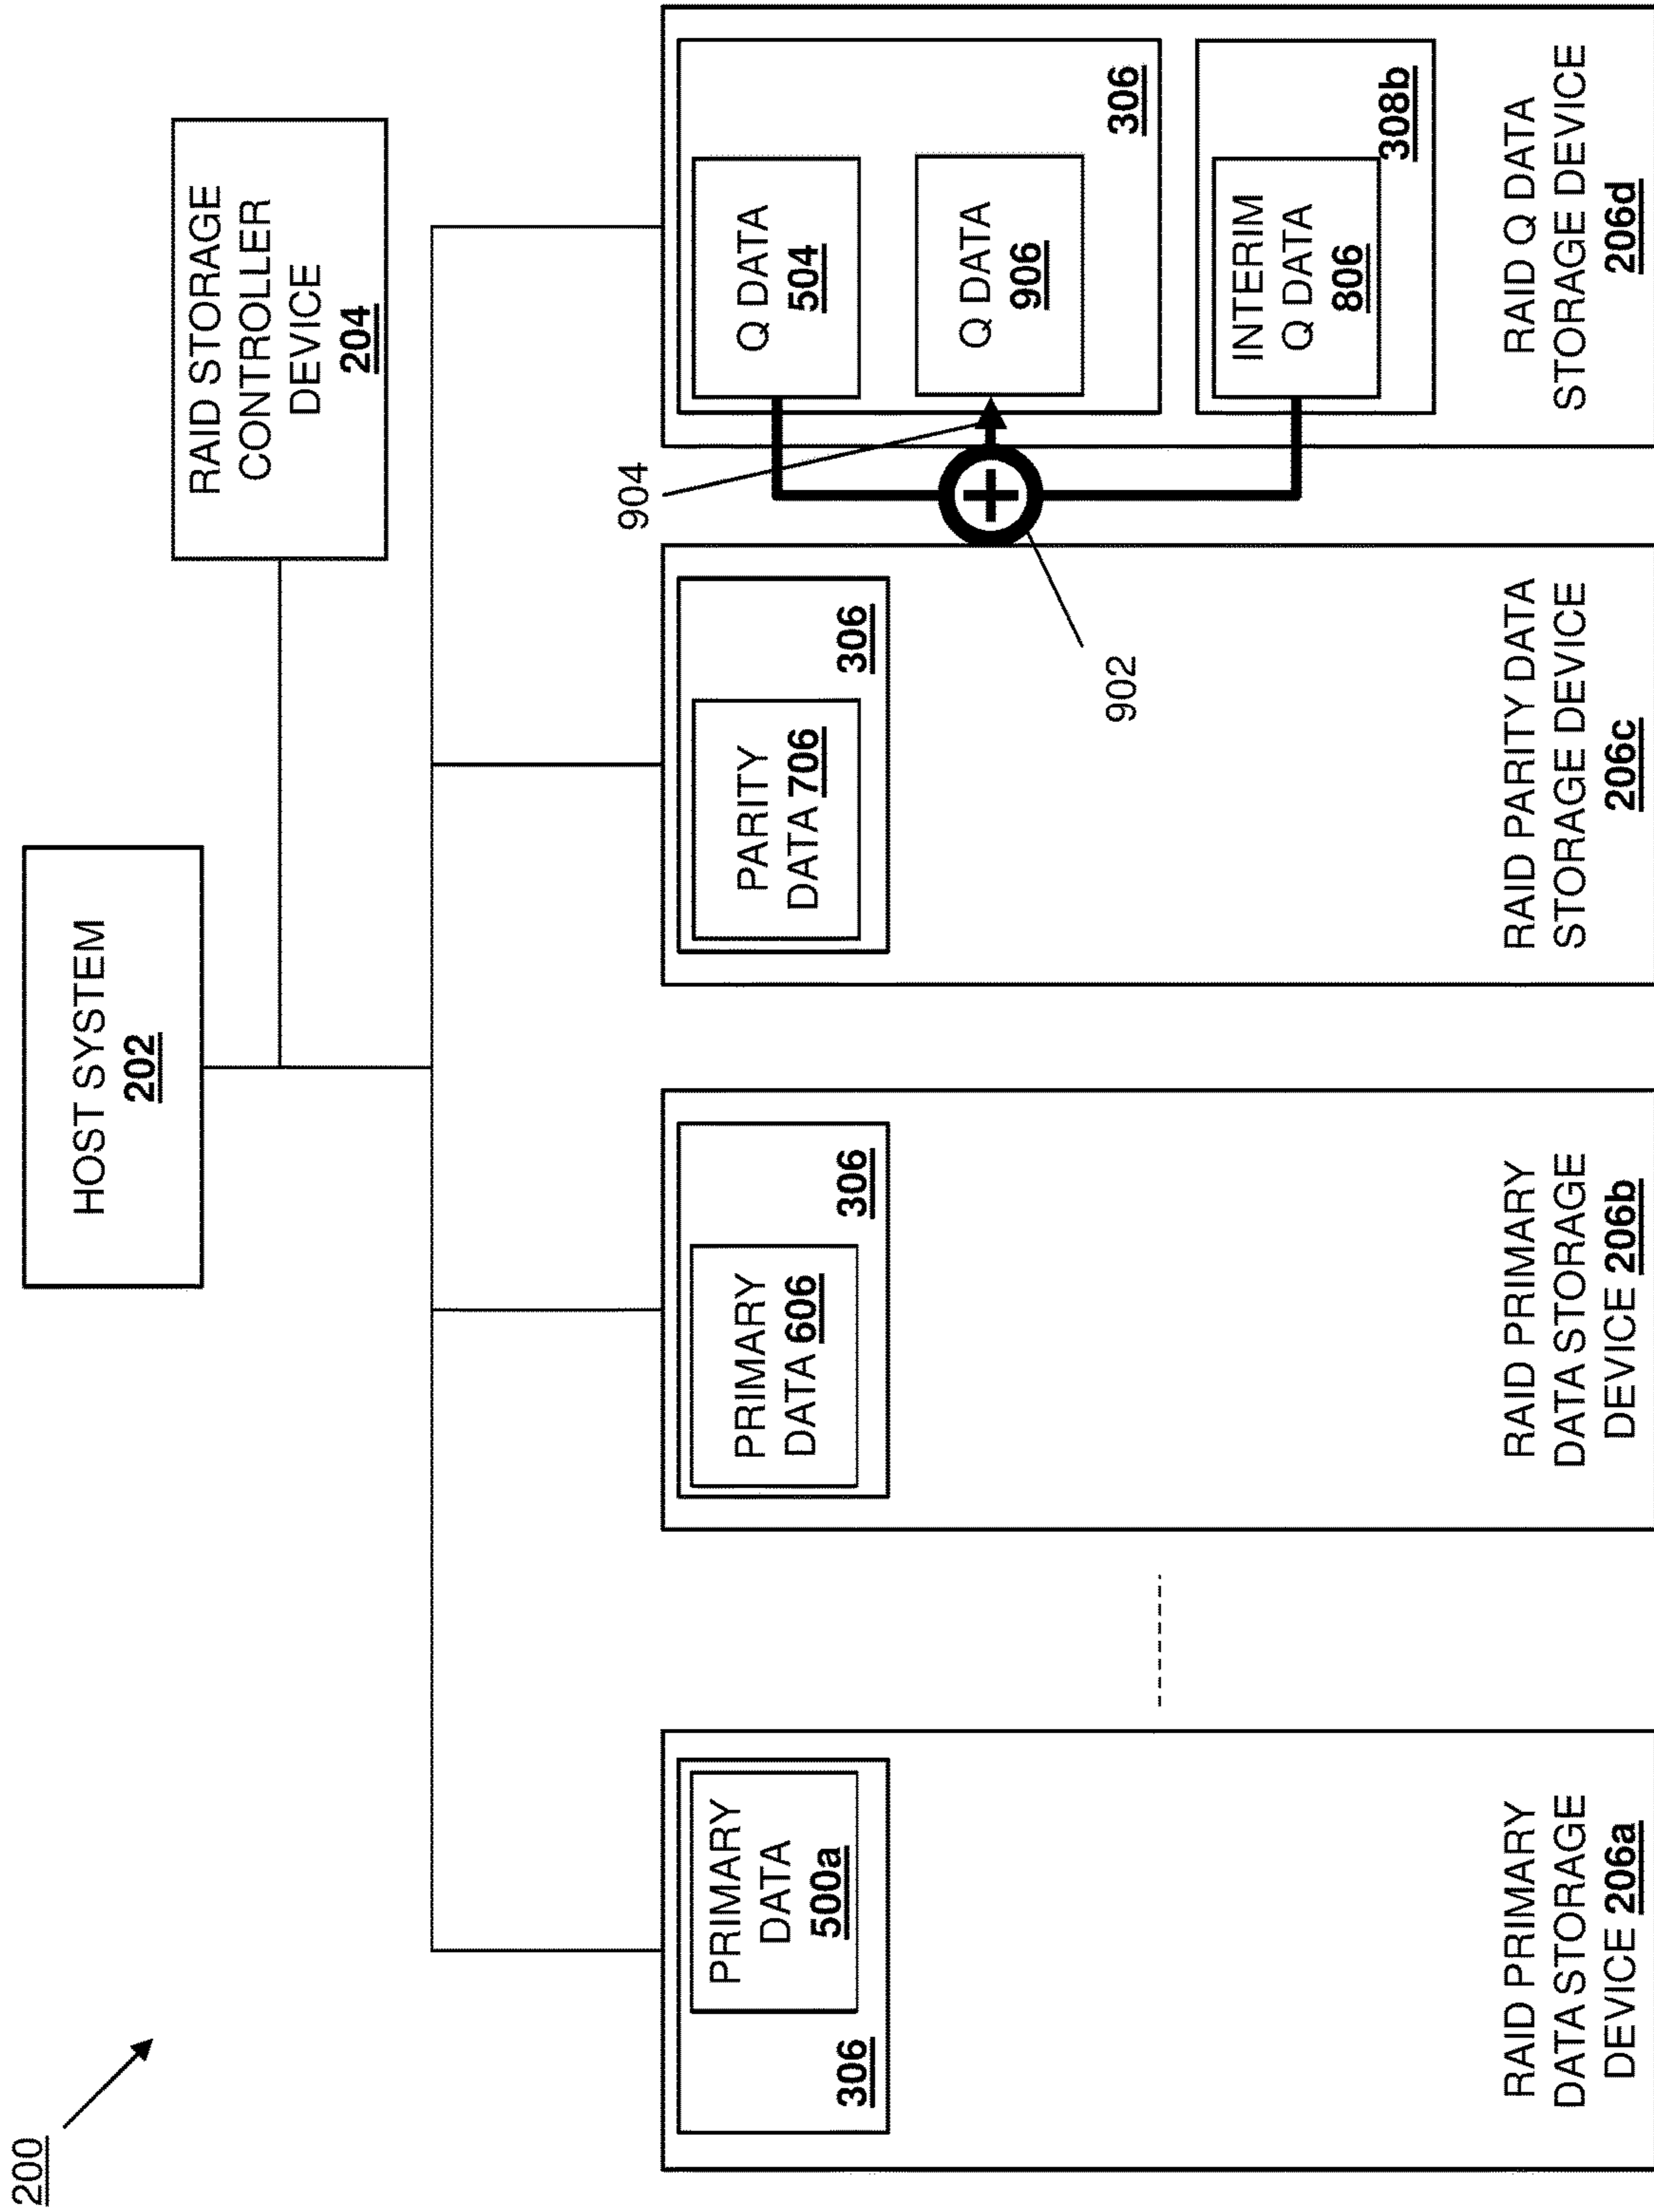 200
HOST SYSTEM
202
RAID STORAGE
CONTROLLER
DEVICE
204
PRIMARY
DATA
500a
306
RAID PRIMARY
DATA STORAGE
DEVICE 206a
PRIMARY
DATA 606
306
RAID PRIMARY
DATA STORAGE
DEVICE 206b
PARITY
DATA 706
306
RAID PARITY DATA
STORAGE DEVICE
206c
902
904
Q DATA
504
Q DATA
906
306
INTERIM
Q DATA
806
308b
RAID Q DATA
STORAGE DEVICE
206d